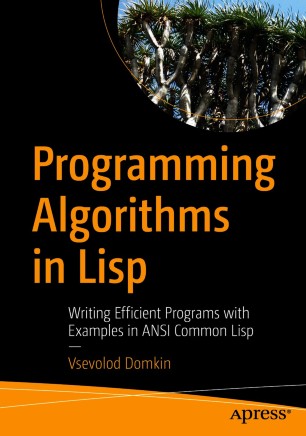 Programming
Algorithms
in Lisp
Writing Efficient Programs with
Examples in ANSI Common Lisp
—
Vsevolod Domkin
Apress®